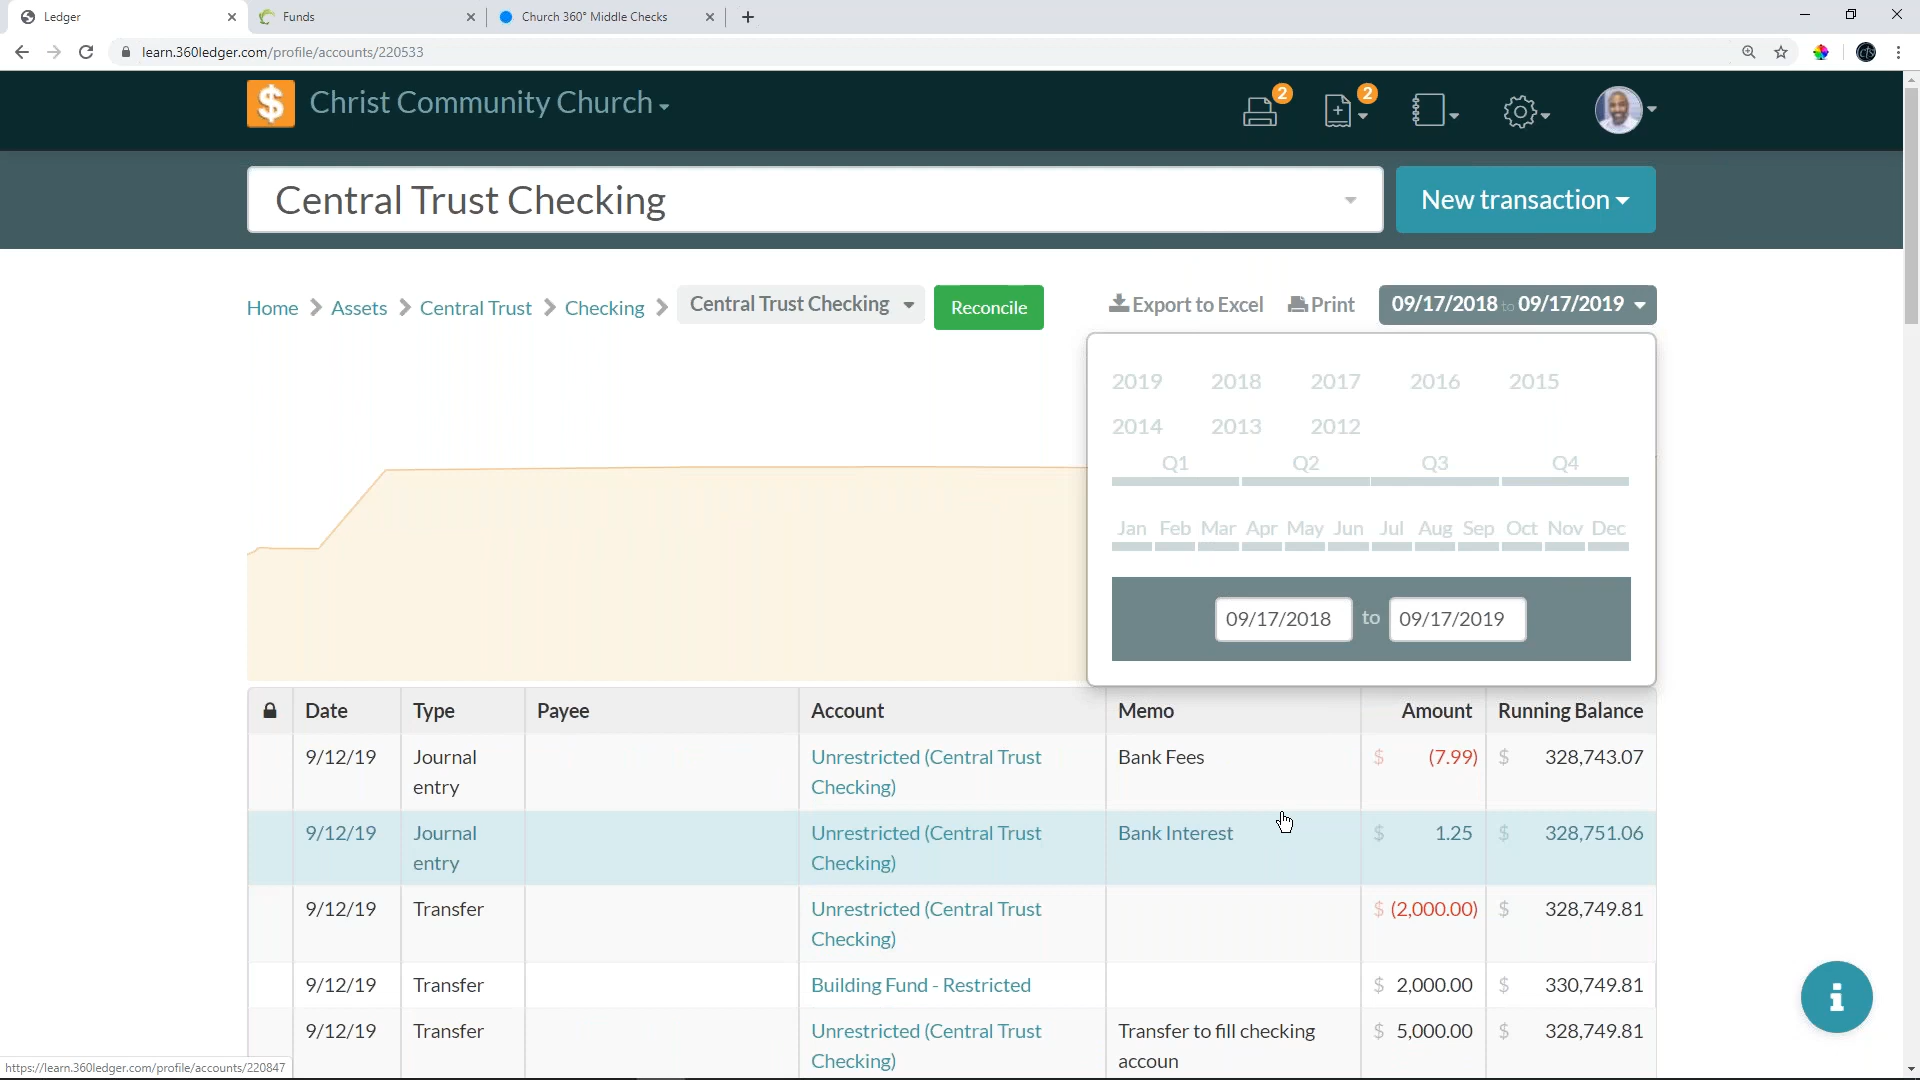 Ledger
Funds
Church 360° Middle Checks
learn.360ledger.com/profile/accounts/220533
$ Christ Community Church
2
2
Central Trust Checking
New transaction
Home > Assets > Central Trust > Checking > Central Trust Checking
Reconcile
Export to Excel
Print
09/17/2018 to 09/17/2019
2019 2018 2017 2016 2015
2014 2013 2012
Q1 Q2 Q3 Q4
Jan Feb Mar Apr May Jun Jul Aug Sep Oct Nov Dec
09/17/2018 to 09/17/2019
Date Type Payee Account Memo Amount Running Balance
9/12/19 Journal entry Unrestricted (Central Trust Checking) Bank Fees $ (7.99) $ 328,743.07
9/12/19 Journal entry Unrestricted (Central Trust Checking) Bank Interest $ 1.25 $ 328,751.06
9/12/19 Transfer Unrestricted (Central Trust Checking) $ (2,000.00) $ 328,749.81
9/12/19 Transfer Building Fund - Restricted $ 2,000.00 $ 330,749.81
9/12/19 Transfer Unrestricted (Central Trust Checking) Transfer to fill checking accoun $ 5,000.00 $ 328,749.81
i
https://learn.360ledger.com/profile/accounts/220847